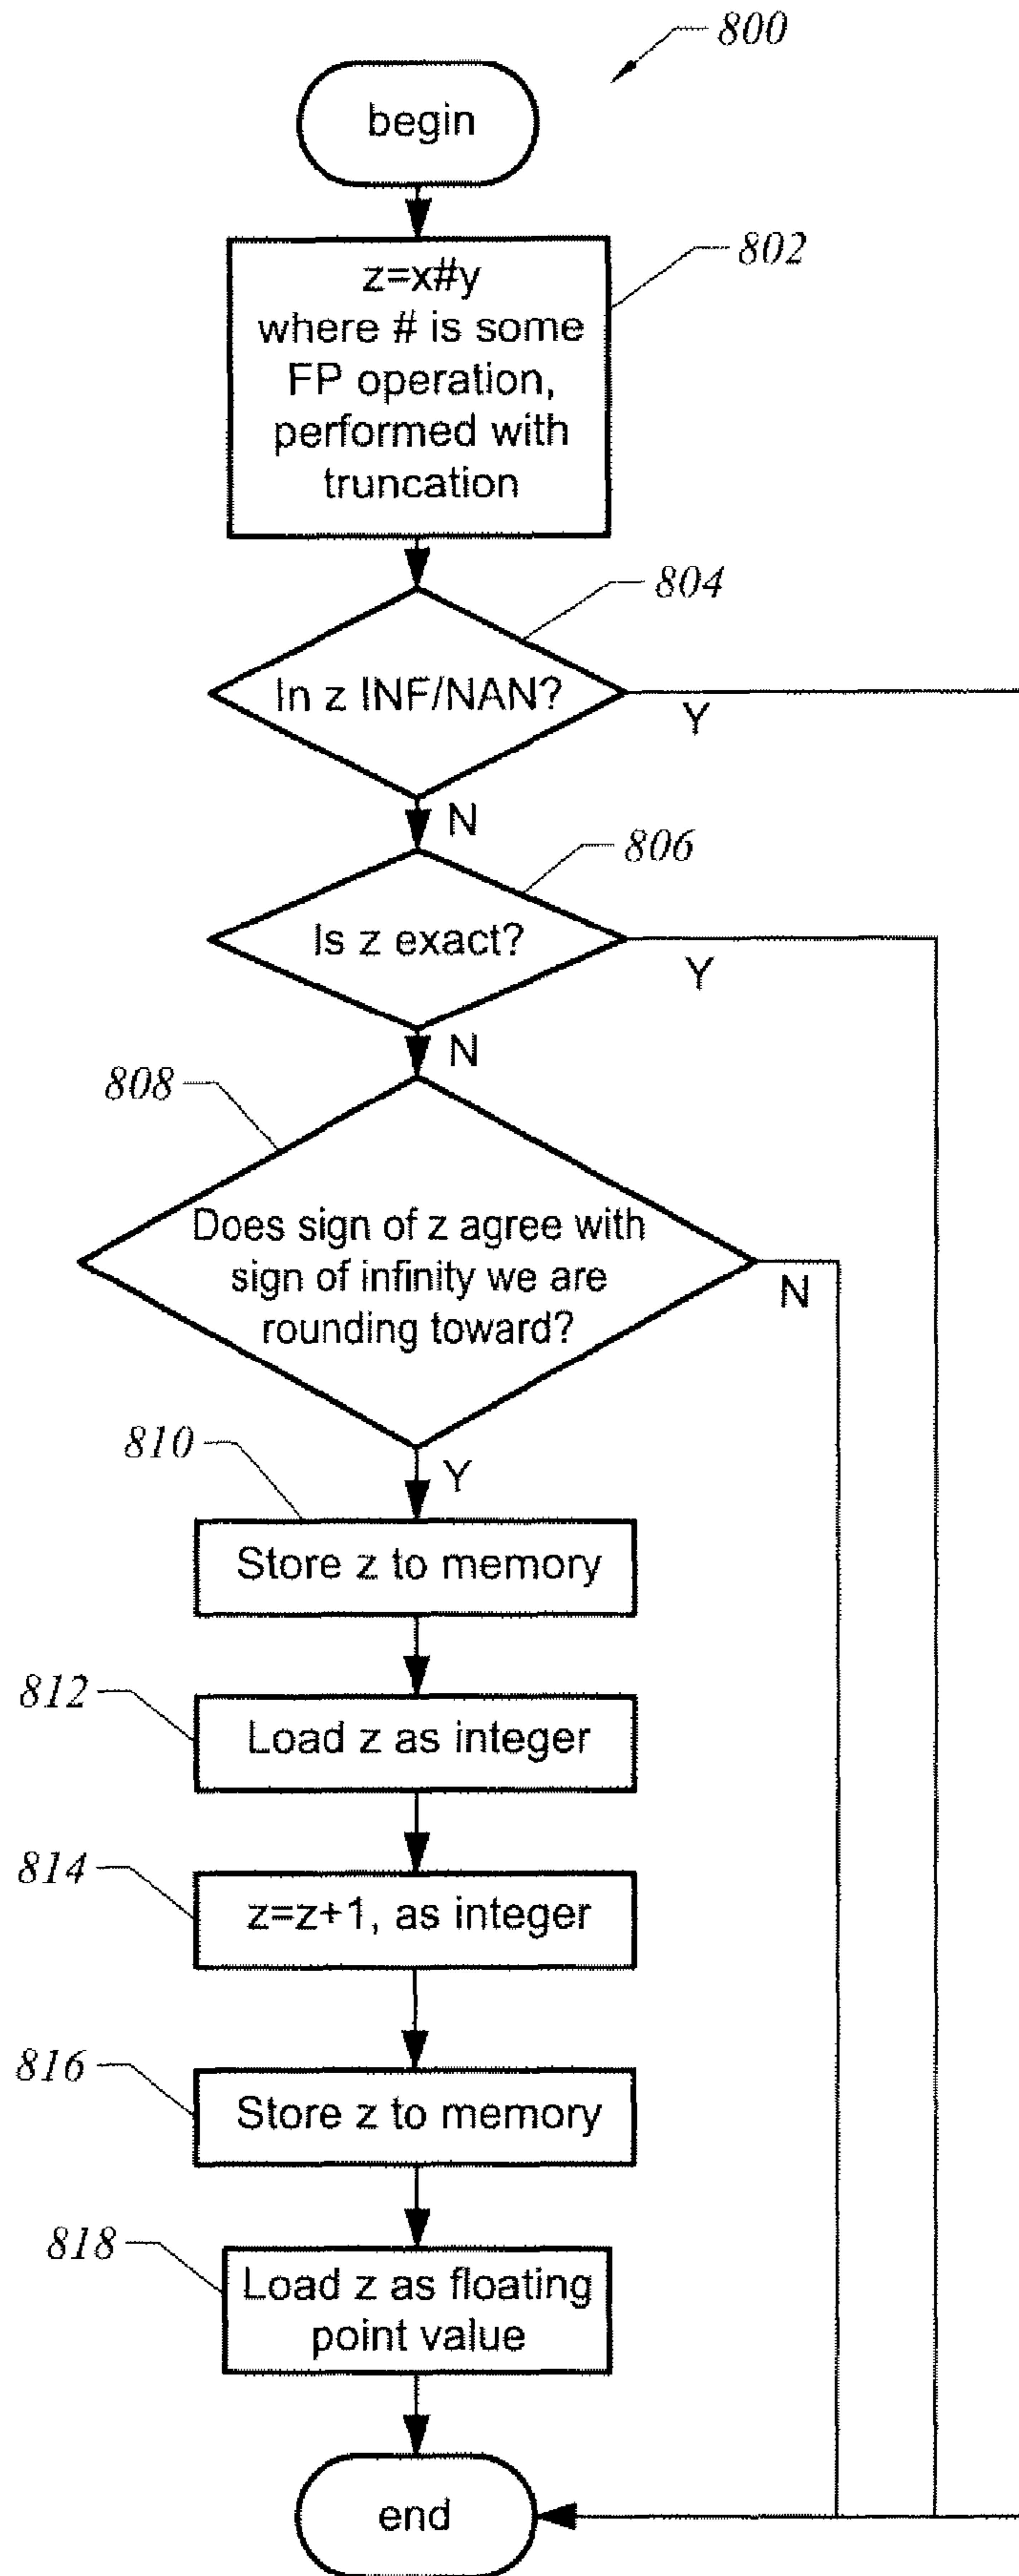 800
begin
802
z=x#y
where # is some
FP operation,
performed with
truncation
804
In z INF/NAN?
Y
N
806
Is z exact?
Y
N
808
Does sign of z agree with
sign of infinity we are
rounding toward?
N
810
Y
Store z to memory
812
Load z as integer
814
z=z+1, as integer
816
Store z to memory
818
Load z as floating
point value
end